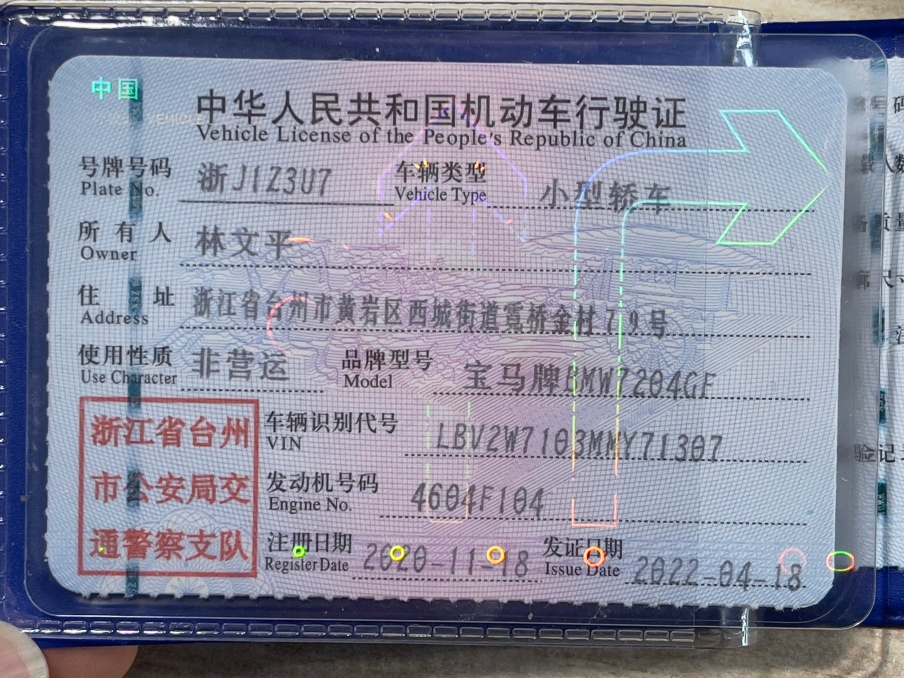 中国
中华人民共和国机动车行驶证
Vehicle License of the People's Republic of China
号牌号码 浙J1Z3U7 车辆类型 小型轿车
Plate No. Vehicle Type
所有人 林文平
Owner
住址 浙江省台州市黄岩区西城街道霓桥金村79号
Address
使用性质 非营运 品牌型号 宝马牌BMW7204GF
Use Character Model
浙江省台州
市公安局交
通警察支队
车辆识别代号 LBV2W7103MMY71307
VIN
发动机号码 4604F104
Engine No.
注册日期 2020-11-18 发证日期 2022-04-18
Register Date Issue Date